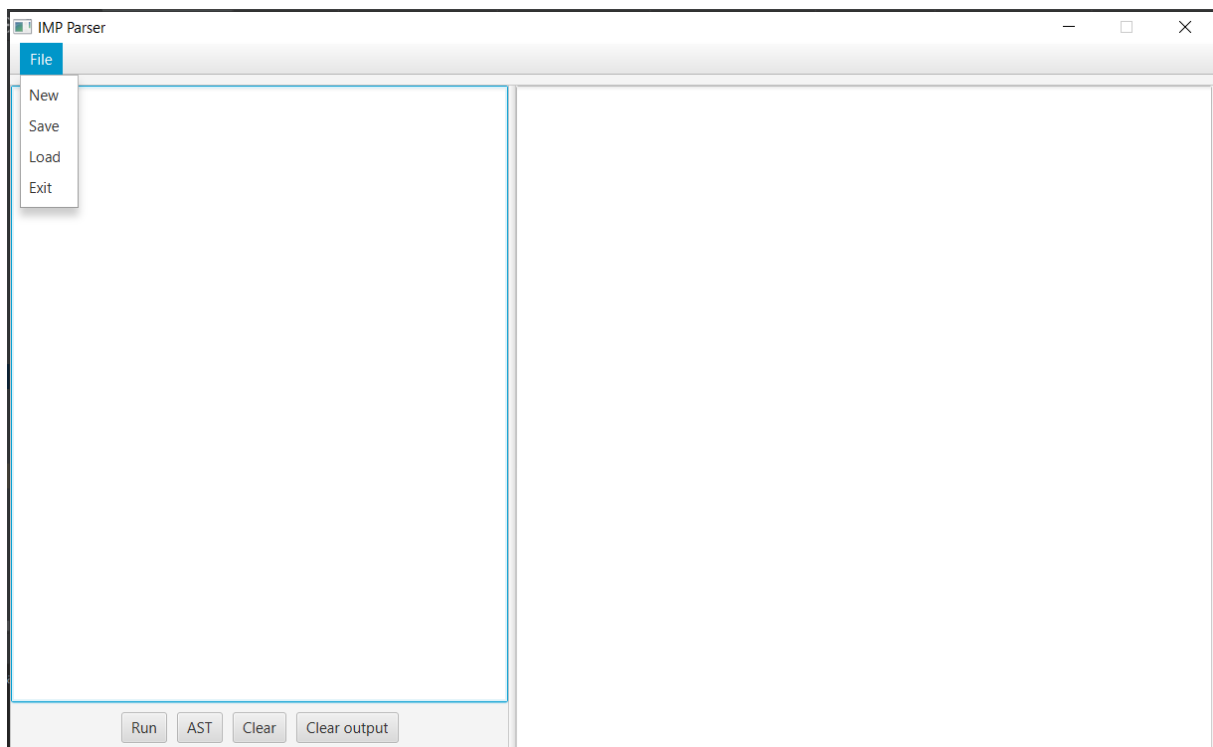 IMP Parser
File
New
Save
Load
Exit
Run AST Clear Clear output